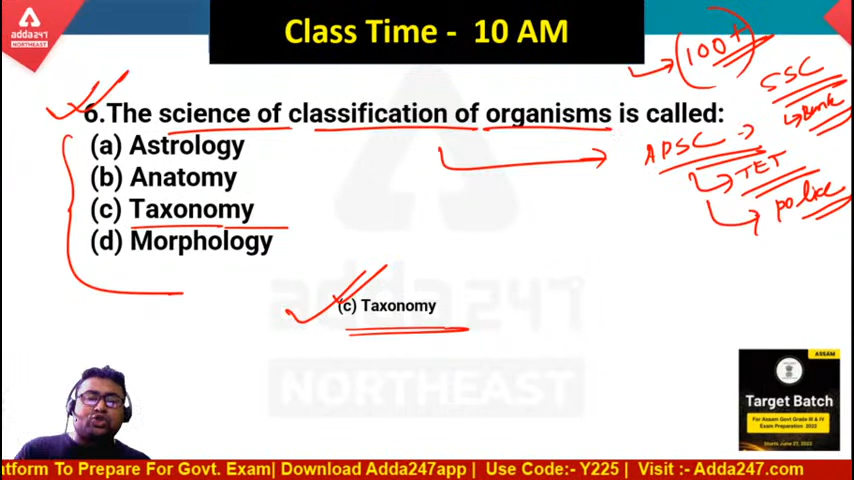 adda247
NORTHEAST
Class Time - 10 AM
100+
SSC
Bank
6.The science of classification of organisms is called:
APSC
TET
police
(a) Astrology
(b) Anatomy
(c) Taxonomy
(d) Morphology
adda247
NORTHEAST
(c) Taxonomy
ASSAM
Target Batch
For Assam Govt Grade III & IV
Exam Preparation 2022
Starts June 27, 2022
atform To Prepare For Govt. Exam| Download Adda247app | Use Code:- Y225 | Visit :- Adda247.com